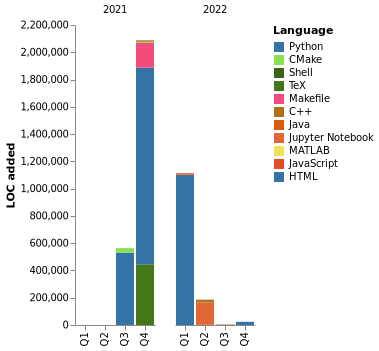 2021
2022
LOC added
2,200,000
2,000,000
1,800,000
1,600,000
1,400,000
1,200,000
1,000,000
800,000
600,000
400,000
200,000
0
Q1
Q2
Q3
Q4
Q1
Q2
Q3
Q4
Language
Python
CMake
Shell
TeX
Makefile
C++
Java
Jupyter Notebook
MATLAB
JavaScript
HTML